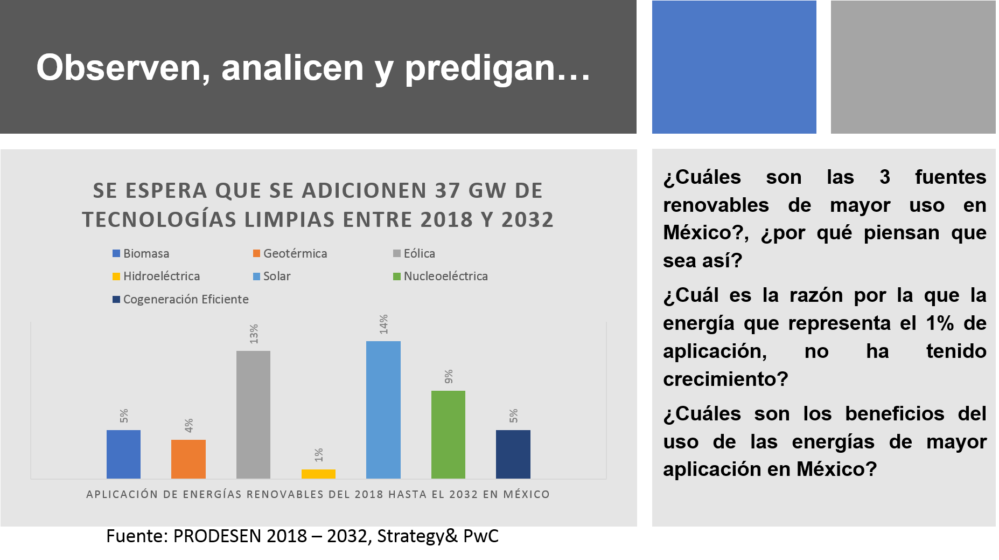 Observen, analicen y predigan…
SE ESPERA QUE SE ADICIONEN 37 GW DE
TECNOLOGÍAS LIMPIAS ENTRE 2018 Y 2032
Biomasa Geotérmica Eólica
Hidroeléctrica Solar Nucleoeléctrica
Cogeneración Eficiente
5%
4%
13%
1%
14%
9%
5%
APLICACIÓN DE ENERGÍAS RENOVABLES DEL 2018 HASTA EL 2032 EN MÉXICO
Fuente: PRODESEN 2018 – 2032, Strategy& PwC
¿Cuáles son las 3 fuentes
renovables de mayor uso en
México?, ¿por qué piensan que
sea así?
¿Cuál es la razón por la que la
energía que representa el 1% de
aplicación, no ha tenido
crecimiento?
¿Cuáles son los beneficios del
uso de las energías de mayor
aplicación en México?